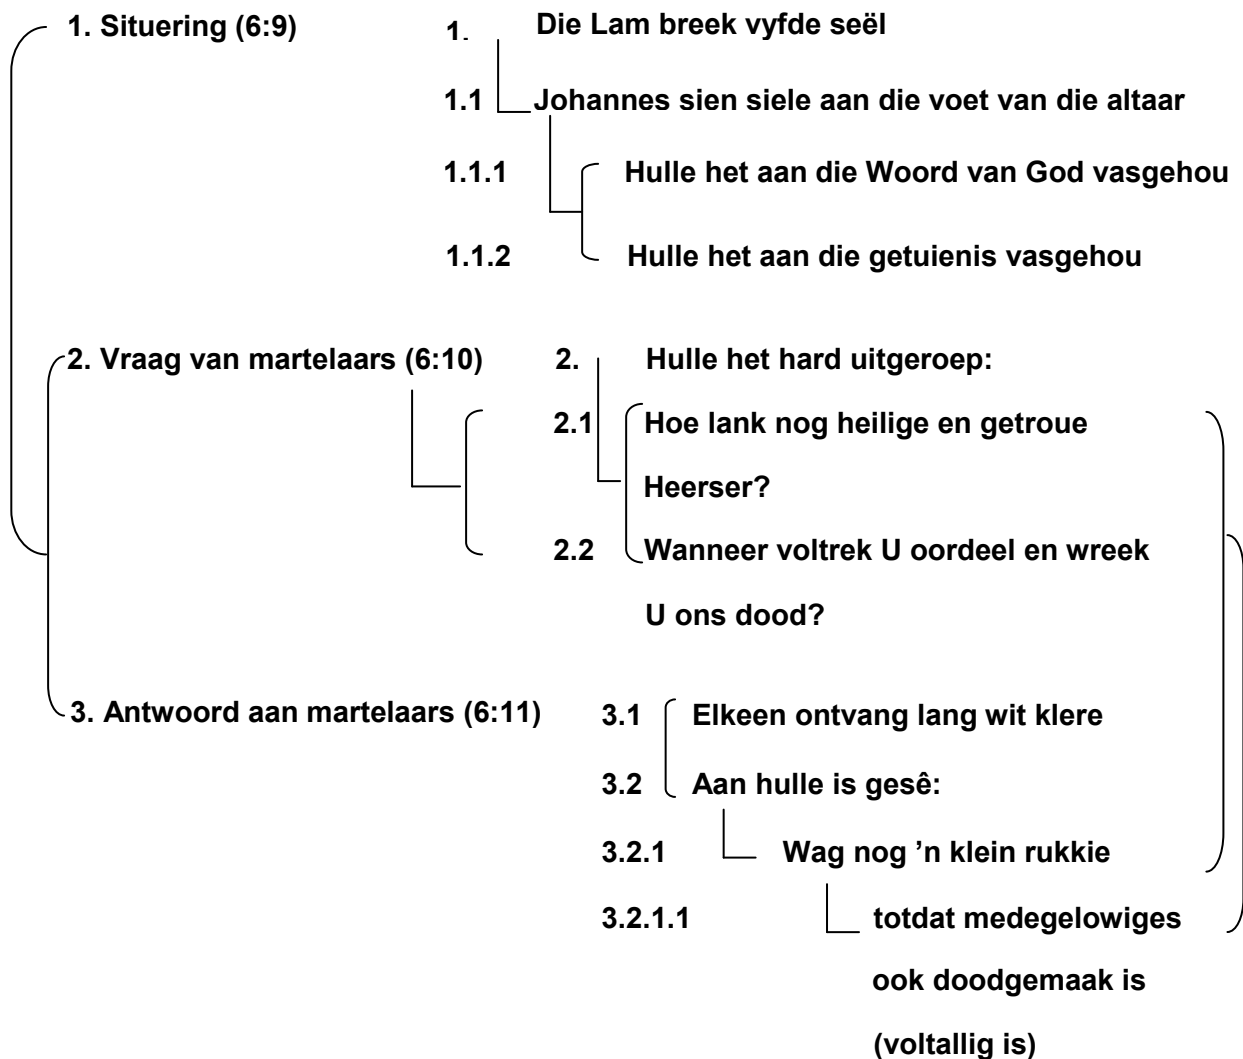 1. Situering (6:9) 1. Die Lam breek vyfde seël
1.1 Johannes sien siele aan die voet van die altaar
1.1.1 Hulle het aan die Woord van God vasgehou
1.1.2 Hulle het aan die getuienis vasgehou
2. Vraag van martelaars (6:10) 2. Hulle het hard uitgeroep:
2.1 Hoe lank nog heilige en getroue
Heerser?
2.2 Wanneer voltrek U oordeel en wreek
U ons dood?
3. Antwoord aan martelaars (6:11) 3.1 Elkeen ontvang lang wit klere
3.2 Aan hulle is gesê:
3.2.1 Wag nog ’n klein rukkie
3.2.1.1 totdat medegelowiges
ook doodgemaak is
(voltallig is)